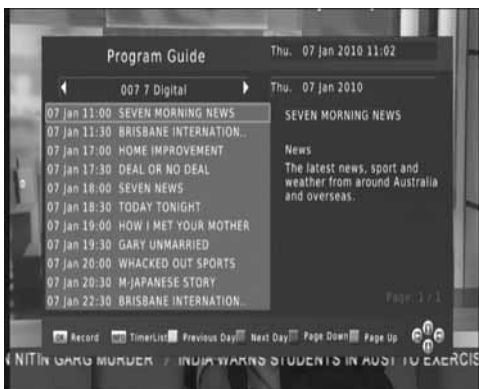 Program Guide
Thu. 07 Jan 2010 11:02
007 7 Digital
Thu. 07 Jan 2010
07 Jan 11:00 SEVEN MORNING NEWS
07 Jan 11:30 BRISBANE INTERNATION..
07 Jan 17:00 HOME IMPROVEMENT
07 Jan 17:30 DEAL OR NO DEAL
07 Jan 18:00 SEVEN NEWS
07 Jan 18:30 TODAY TONIGHT
07 Jan 19:00 HOW I MET YOUR MOTHER
07 Jan 19:30 GARY UNMARRIED
07 Jan 20:00 WHACKED OUT SPORTS
07 Jan 20:30 M-JAPANESE STORY
07 Jan 22:30 BRISBANE INTERNATION..
SEVEN MORNING NEWS
News
The latest news, sport and
weather from around Australia
and overseas.
Page: 1/1
OK Record INFO TimerList Previous Day Next Day Page Down Page Up
NITIN GARG MURDER / INDIA WARNS STUDENTS IN AUST TO EXERCIS